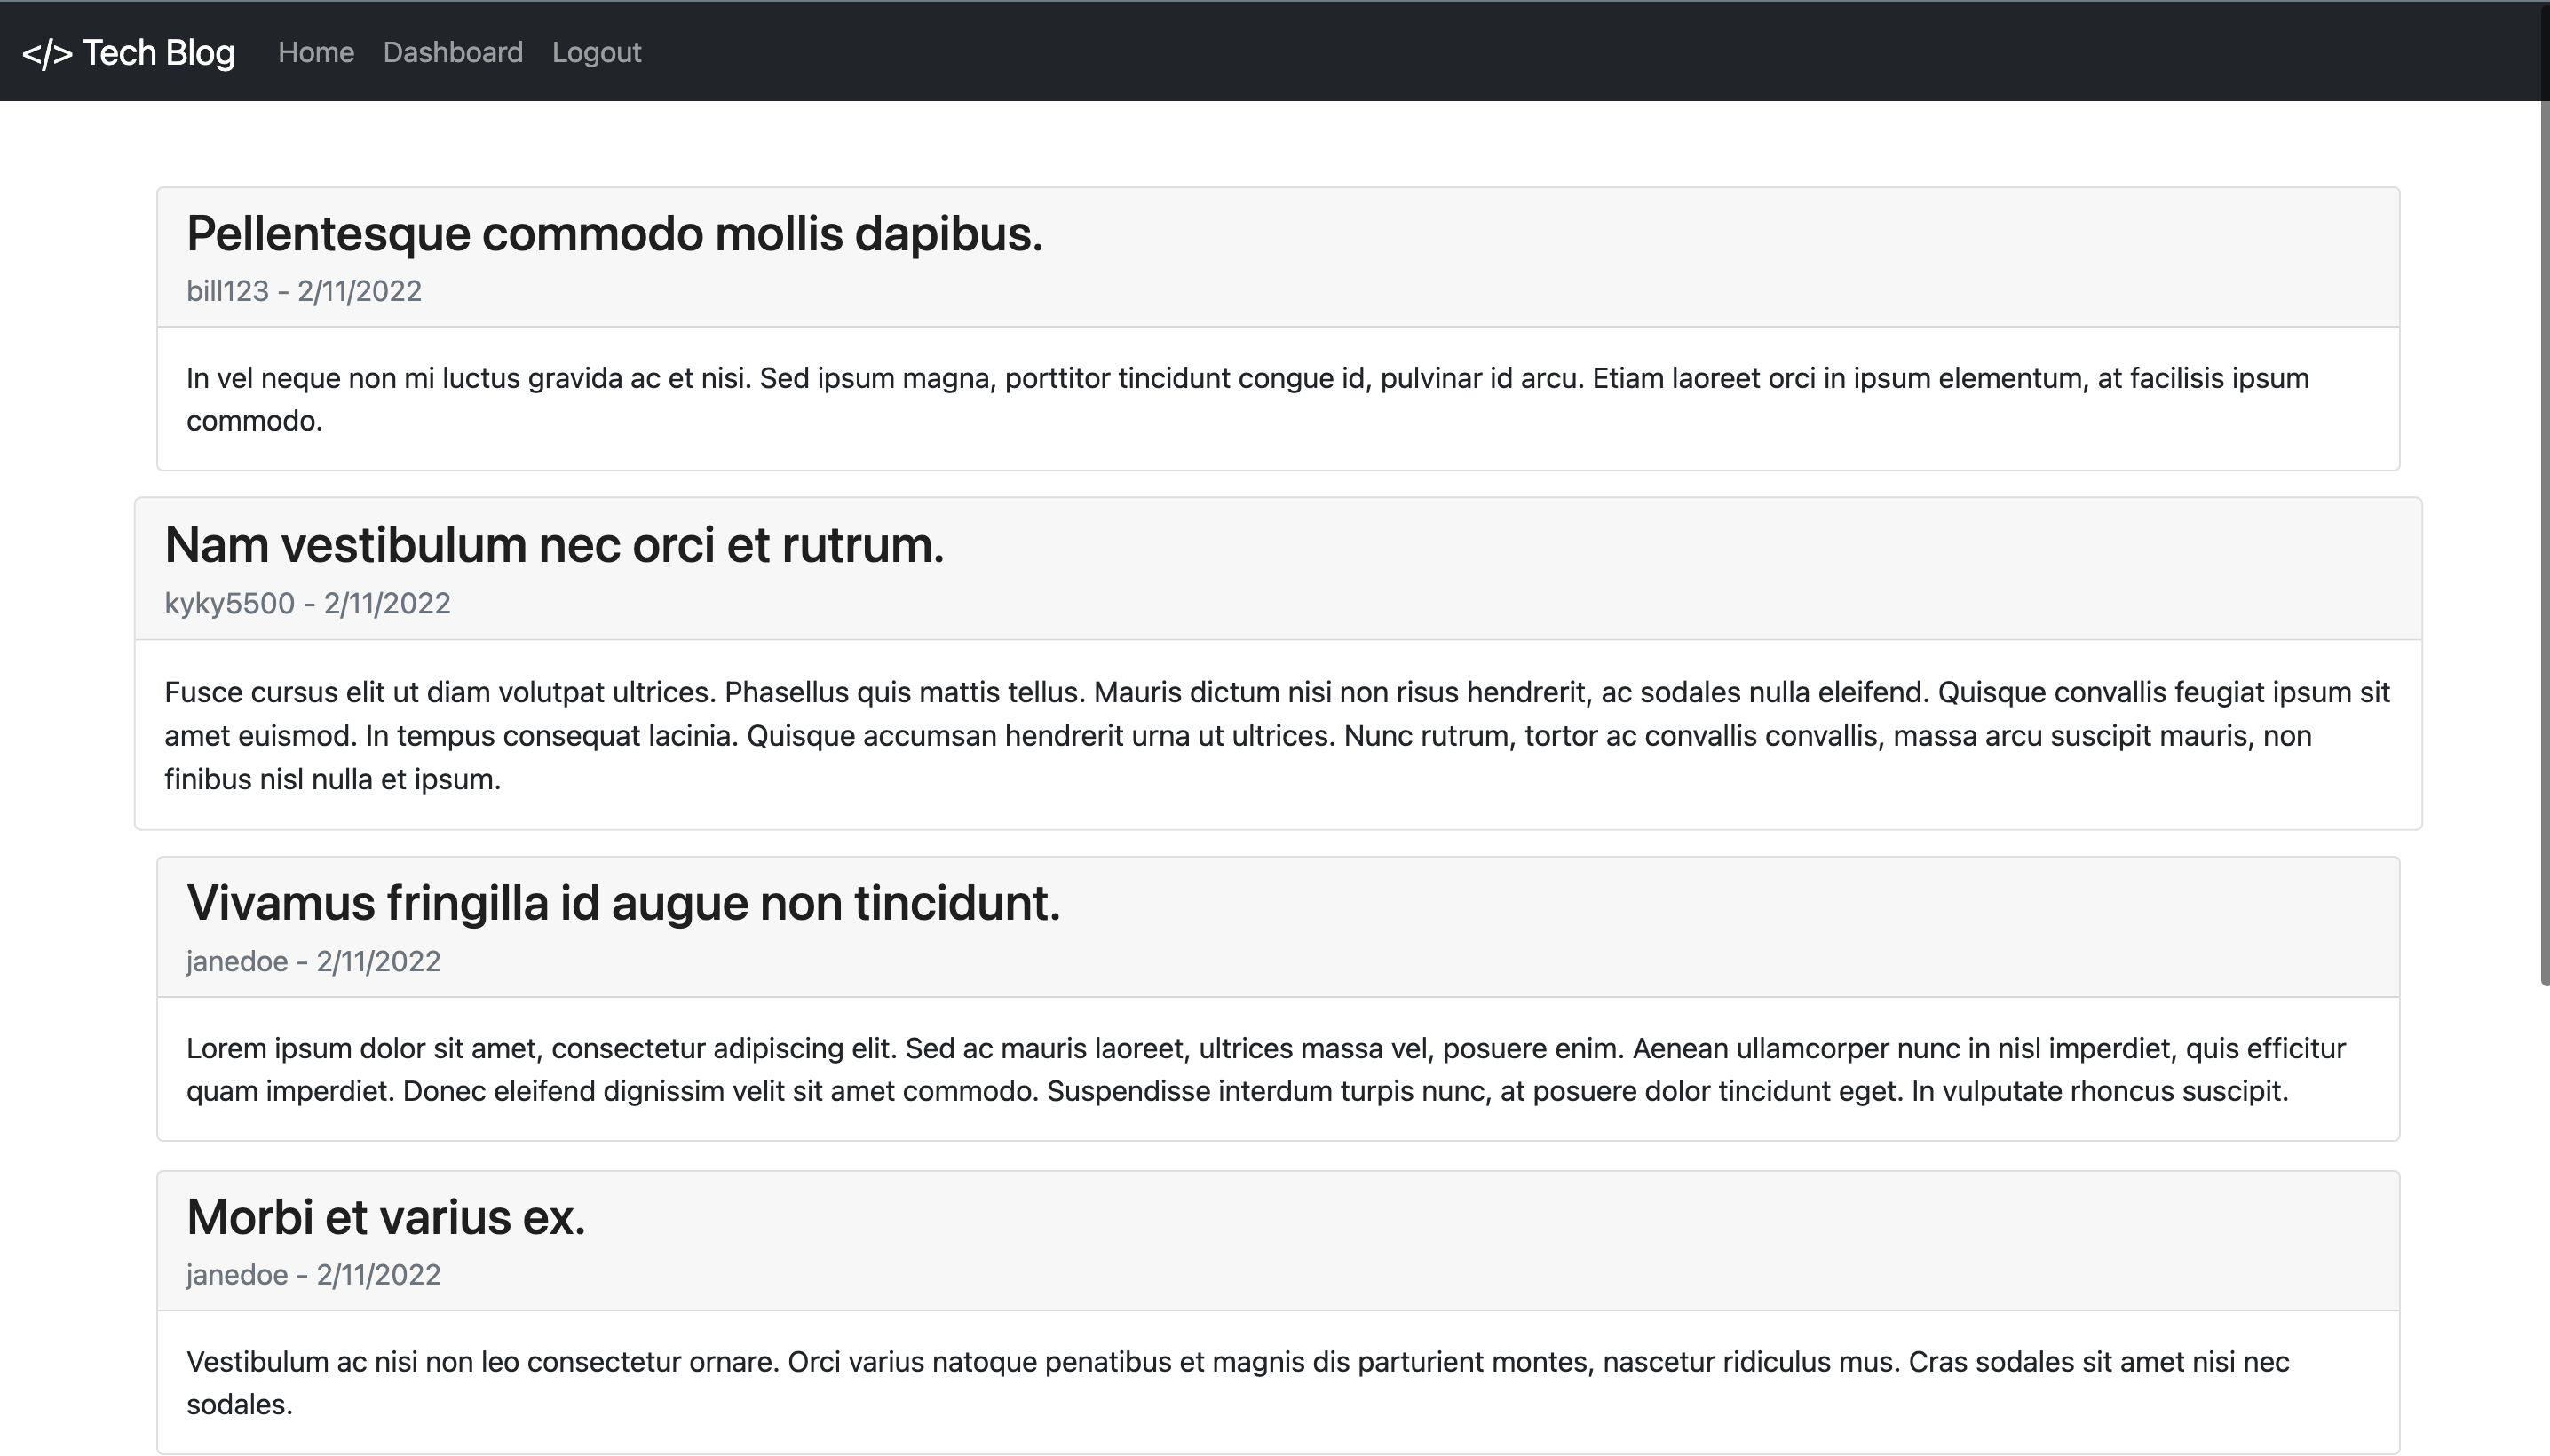 </> Tech Blog Home Dashboard Logout
Pellentesque commodo mollis dapibus.
bill123 - 2/11/2022
In vel neque non mi luctus gravida ac et nisi. Sed ipsum magna, porttitor tincidunt congue id, pulvinar id arcu. Etiam laoreet orci in ipsum elementum, at facilisis ipsum
commodo.
Nam vestibulum nec orci et rutrum.
kyky5500 - 2/11/2022
Fusce cursus elit ut diam volutpat ultrices. Phasellus quis mattis tellus. Mauris dictum nisi non risus hendrerit, ac sodales nulla eleifend. Quisque convallis feugiat ipsum sit
amet euismod. In tempus consequat lacinia. Quisque accumsan hendrerit urna ut ultrices. Nunc rutrum, tortor ac convallis convallis, massa arcu suscipit mauris, non
finibus nisl nulla et ipsum.
Vivamus fringilla id augue non tincidunt.
janedoe - 2/11/2022
Lorem ipsum dolor sit amet, consectetur adipiscing elit. Sed ac mauris laoreet, ultrices massa vel, posuere enim. Aenean ullamcorper nunc in nisl imperdiet, quis efficitur
quam imperdiet. Donec eleifend dignissim velit sit amet commodo. Suspendisse interdum turpis nunc, at posuere dolor tincidunt eget. In vulputate rhoncus suscipit.
Morbi et varius ex.
janedoe - 2/11/2022
Vestibulum ac nisi non leo consectetur ornare. Orci varius natoque penatibus et magnis dis parturient montes, nascetur ridiculus mus. Cras sodales sit amet nisi nec
sodales.